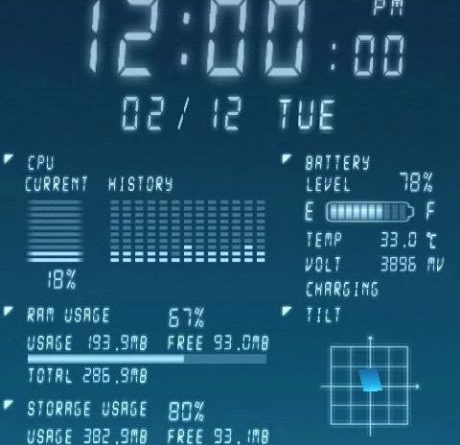 PM
12:00:00
02/12 TUE
CPU
CURRENT HISTORY
18%
BATTERY
LEVEL 78%
E F
TEMP 33.0 ℃
VOLT 3896 MV
CHARGING
RAM USAGE 67%
USAGE 193.9MB FREE 93.0MB
TOTAL 286.9MB
TILT
STORAGE USAGE 80%
USAGE 382.9MB FREE 93.1MB